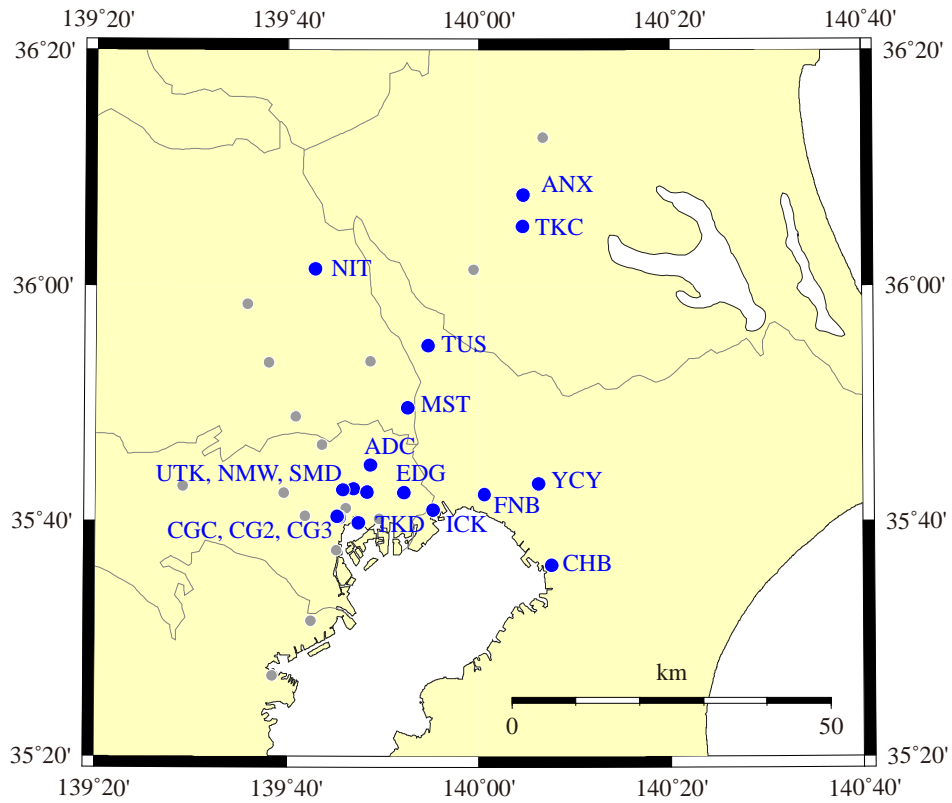 139°20' 139°40' 140°00' 140°20' 140°40'
36°20' 36°20'
ANX
TKC
NIT
36°00' 36°00'
TUS
MST
ADC
UTK, NMW, SMD EDG
YCY
FNB
35°40' 35°40'
CGC, CG2, CG3 TKD ICK
CHB
km
0 50
35°20' 35°20'
139°20' 139°40' 140°00' 140°20' 140°40'